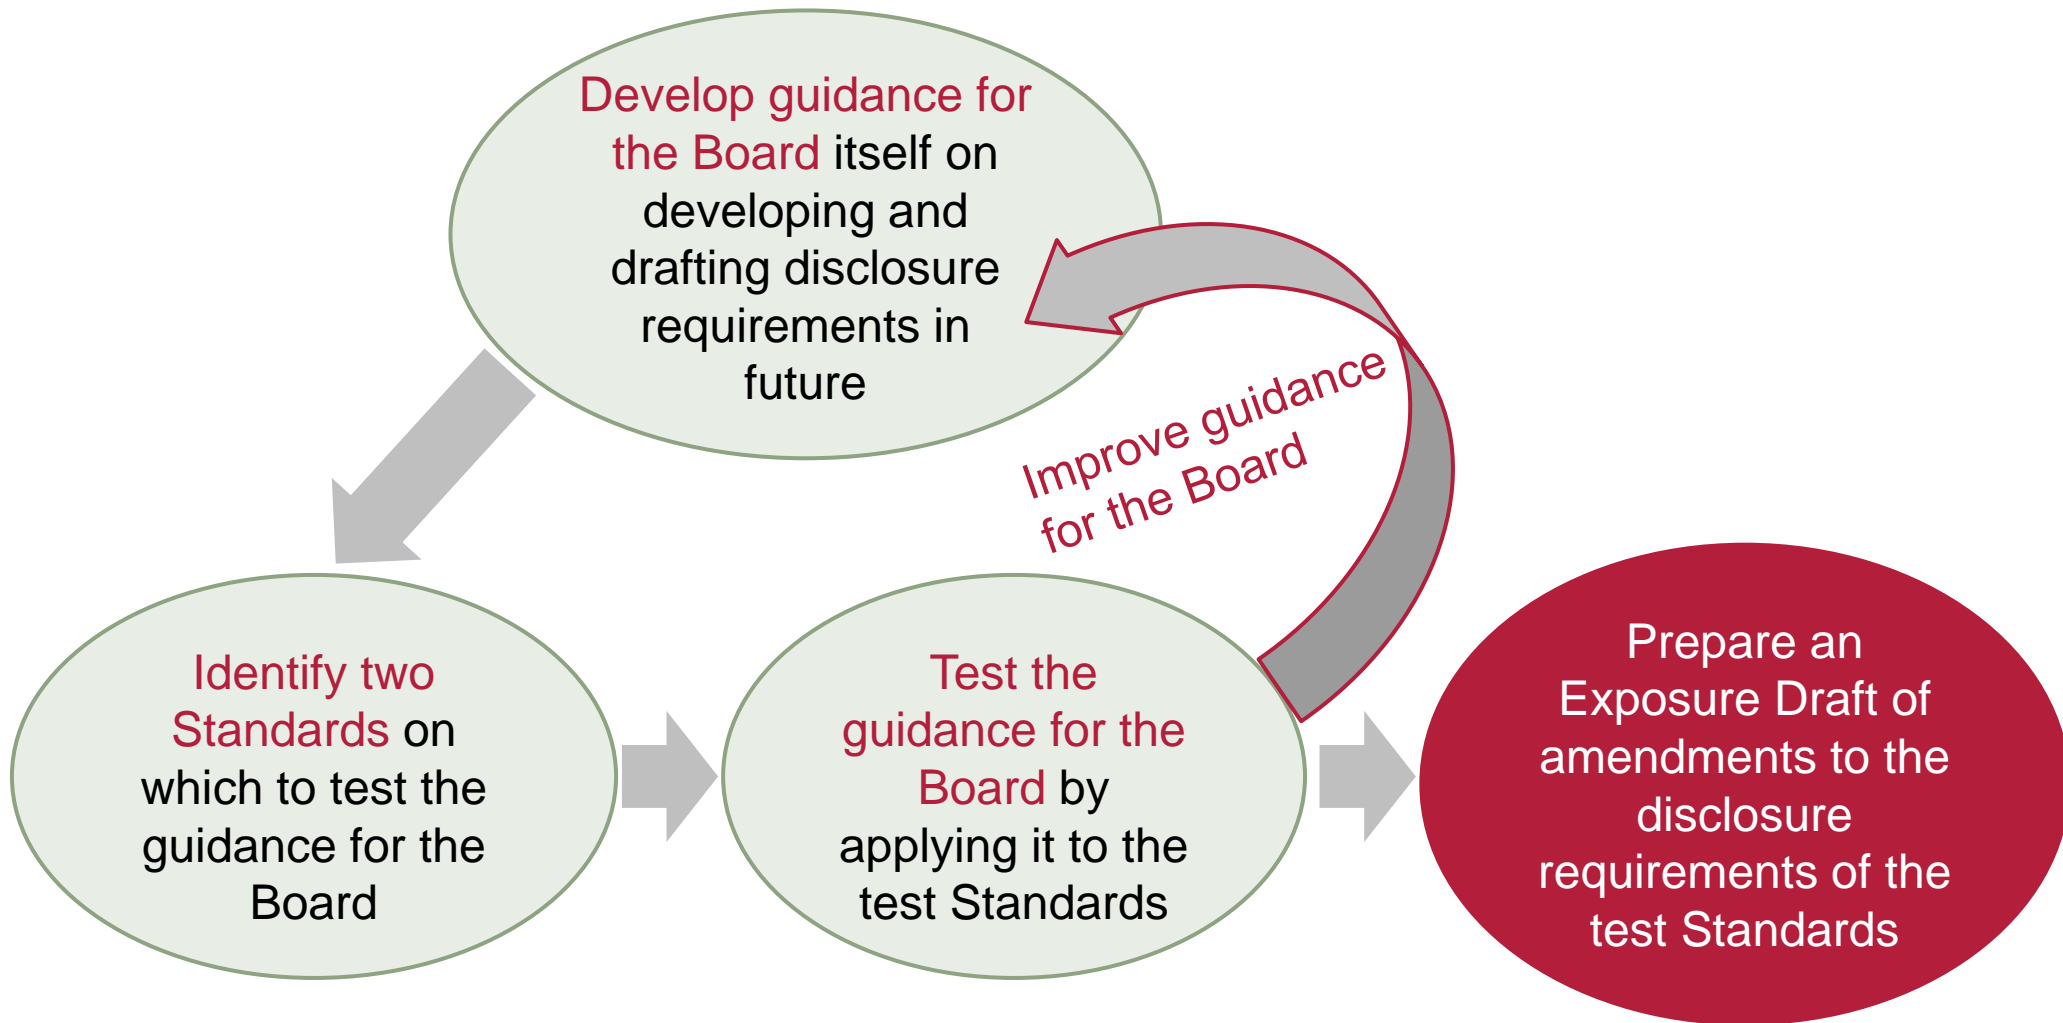 Develop guidance for
the Board itself on
developing and
drafting disclosure
requirements in
future
Improve guidance
for the Board
Identify two
Standards on
which to test the
guidance for the
Board
Test the
guidance for the
Board by
applying it to the
test Standards
Prepare an
Exposure Draft of
amendments to the
disclosure
requirements of the
test Standards